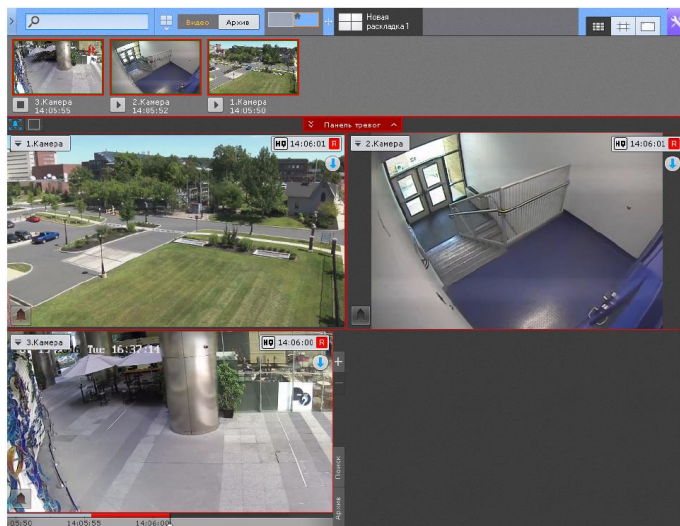 Видео
Архив
Новая
раскладка 1
3.Камера
14:05:55
2.Камера
14:05:52
1.Камера
14:05:50
Панель тревог
1.Камера
HQ 14:06:01 R
2.Камера
HQ 14:06:01 R
3.Камера
HQ 14:06:00 R
Tue 16:37:14
Поиск
Архив
05:50
14:05:55
14:06:00